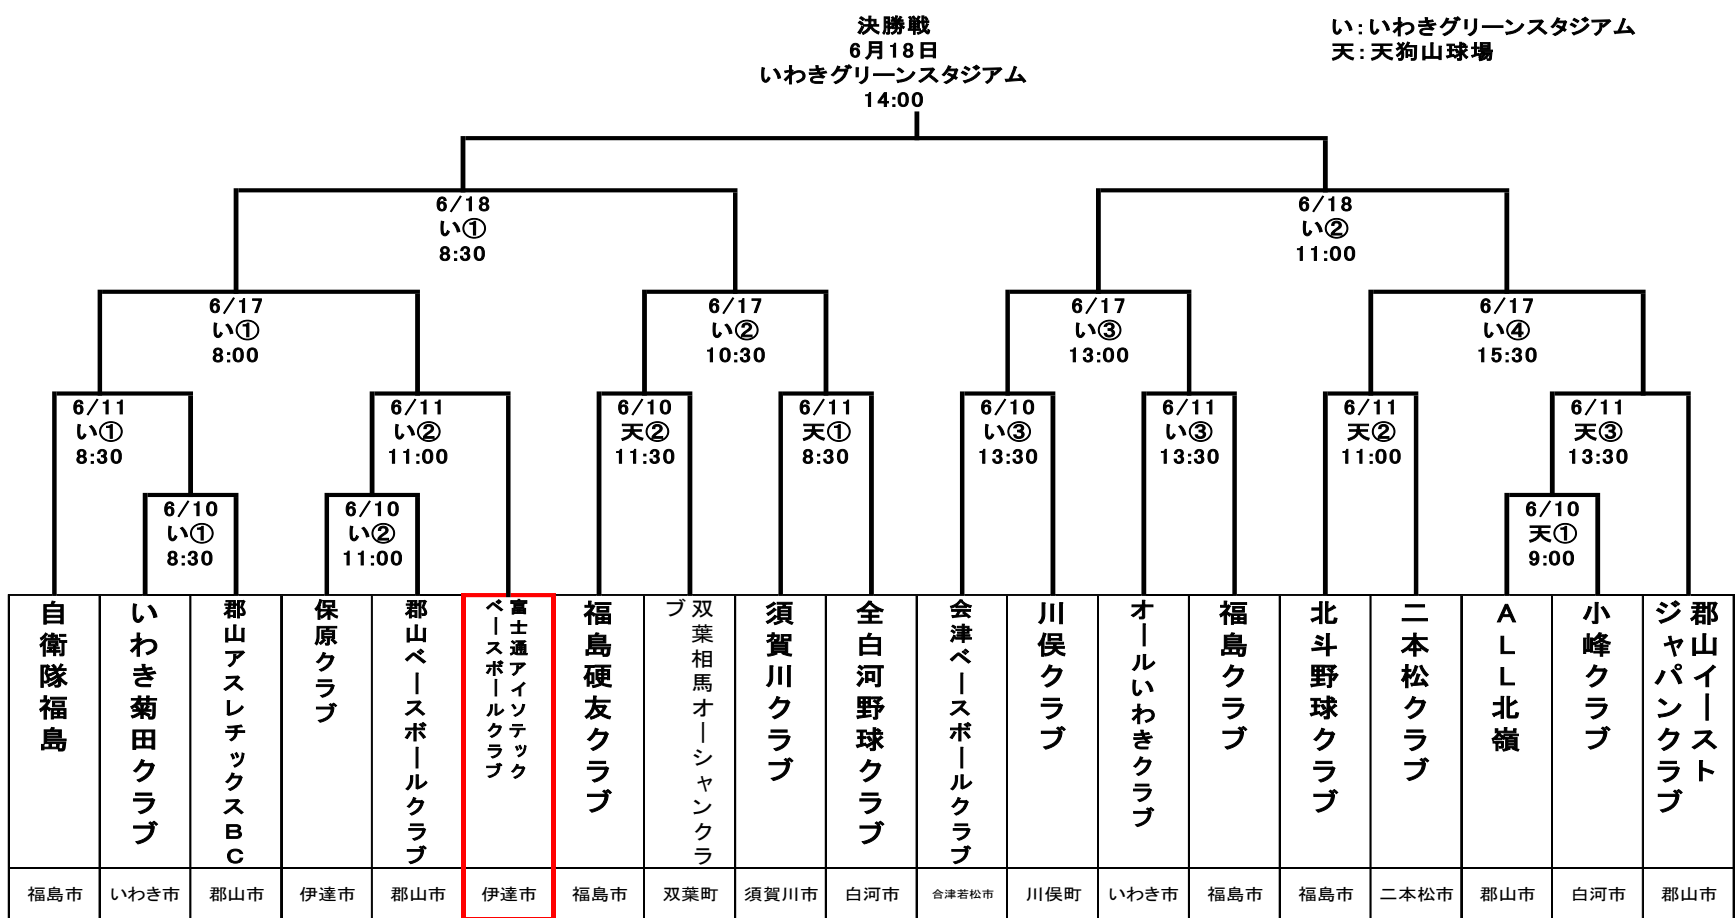 決勝戦
6月18日
いわきグリーンスタジアム
14:00
い:いわきグリーンスタジアム
天:天狗山球場
6/18
い①
8:30
6/18
い②
11:00
6/17
い①
8:00
6/17
い②
10:30
6/17
い③
13:00
6/17
い④
15:30
6/11
い①
8:30
6/11
い②
11:00
6/10
天②
11:30
6/11
天①
8:30
6/10
い③
13:30
6/11
い③
13:30
6/11
天②
11:00
6/11
天③
13:30
6/10
い①
8:30
6/10
い②
11:00
6/10
天①
9:00
自衛隊福島
いわき菊田クラブ
郡山アスレチックスBC
保原クラブ
郡山ベースボールクラブ
富士通アイソテック
ベースボールクラブ
福島硬友クラブ
双葉相馬オーシャンクラ
ブ
須賀川クラブ
全白河野球クラブ
会津ベースボールクラブ
川俣クラブ
オールいわきクラブ
福島クラブ
北斗野球クラブ
二本松クラブ
ALL北嶺
小峰クラブ
郡山イースト
ジャパンクラブ
福島市
いわき市
郡山市
伊達市
郡山市
伊達市
福島市
双葉町
須賀川市
白河市
会津若松市
川俣町
いわき市
福島市
福島市
二本松市
郡山市
白河市
郡山市